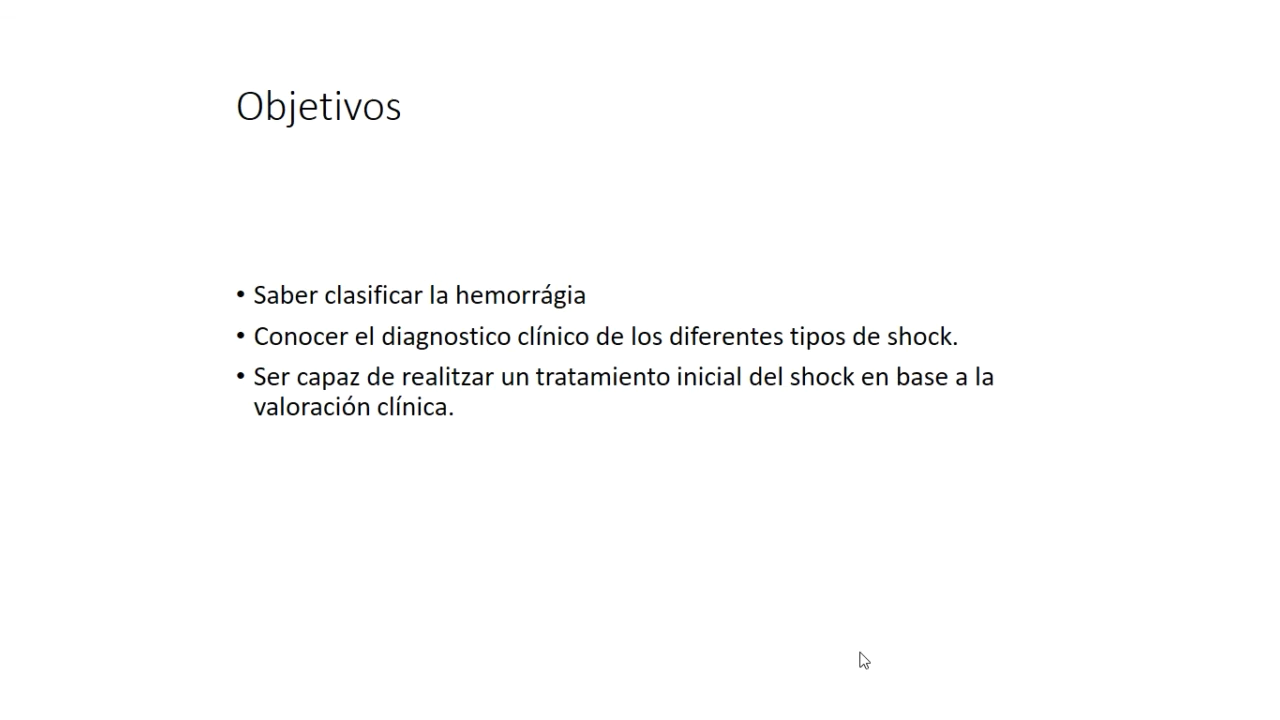 Objetivos
• Saber clasificar la hemorrágia
• Conocer el diagnostico clínico de los diferentes tipos de shock.
• Ser capaz de realitzar un tratamiento inicial del shock en base a la
valoración clínica.